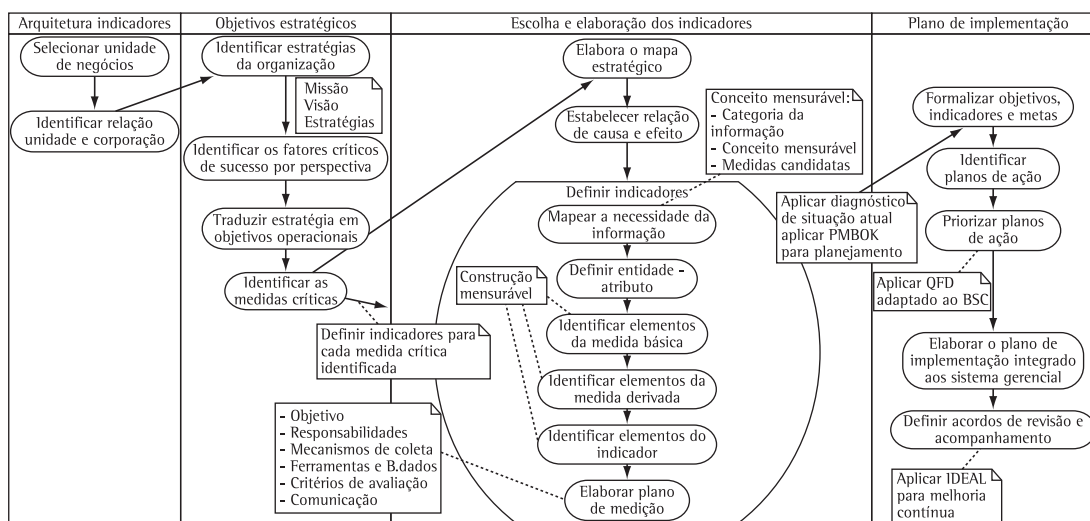 Arquitetura indicadores
Selecionar unidade
de negócios
Identificar relação
unidade e corporação
Objetivos estratégicos
Identificar estratégias
da organização
Missão
Visão
Estratégias
Identificar os fatores críticos
de sucesso por perspectiva
Traduzir estratégia em
objetivos operacionais
Identificar as
medidas críticas
Definir indicadores para
cada medida crítica
identificada
Escolha e elaboração dos indicadores
Elabora o mapa
estratégico
Estabelecer relação
de causa e efeito
Conceito mensurável:
- Categoria da
informação
- Conceito mensurável
- Medidas candidatas
Definir indicadores
Mapear a necessidade da
informação
Definir entidade -
atributo
Construção
mensurável
Identificar elementos
da medida básica
Identificar elementos da
medida derivada
Identificar elementos do
indicador
Elaborar plano
de medição
- Objetivo
- Responsabilidades
- Mecanismos de coleta
- Ferramentas e B.dados
- Critérios de avaliação
- Comunicação
Plano de implementação
Formalizar objetivos,
indicadores e metas
Identificar
planos de ação
Aplicar diagnóstico
de situação atual
aplicar PMBOK
para planejamento
Priorizar planos
de ação
Aplicar QFD
adaptado ao BSC
Elaborar o plano de
implementação integrado
aos sistema gerencial
Definir acordos de revisão e
acompanhamento
Aplicar IDEAL
para melhoria
contínua